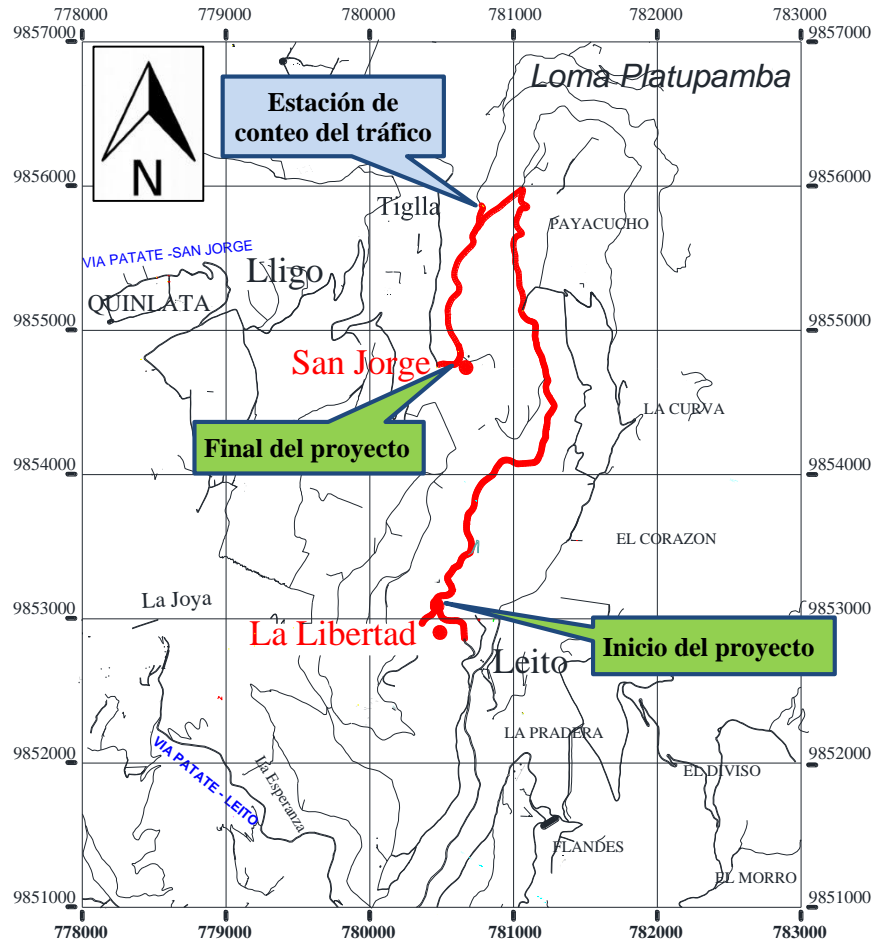 778000 779000 780000 781000 782000 783000
9857000 9857000
Loma Platupamba
Estación de
conteo del tráfico
N
9856000 9856000
Tiglla
PAYACUCHO
VIA PATATE -SAN JORGE
Lligo
QUINLATA
9855000 9855000
San Jorge
LA CURVA
Final del proyecto
9854000 9854000
EL CORAZON
La Joya
9853000 9853000
La Libertad
Inicio del proyecto
Leito
LA PRADERA
9852000 9852000
VIA PATATE - LEITO
La Esperanza
EL DIVISO
FLANDES
EL MORRO
9851000 9851000
778000 779000 780000 781000 782000 783000